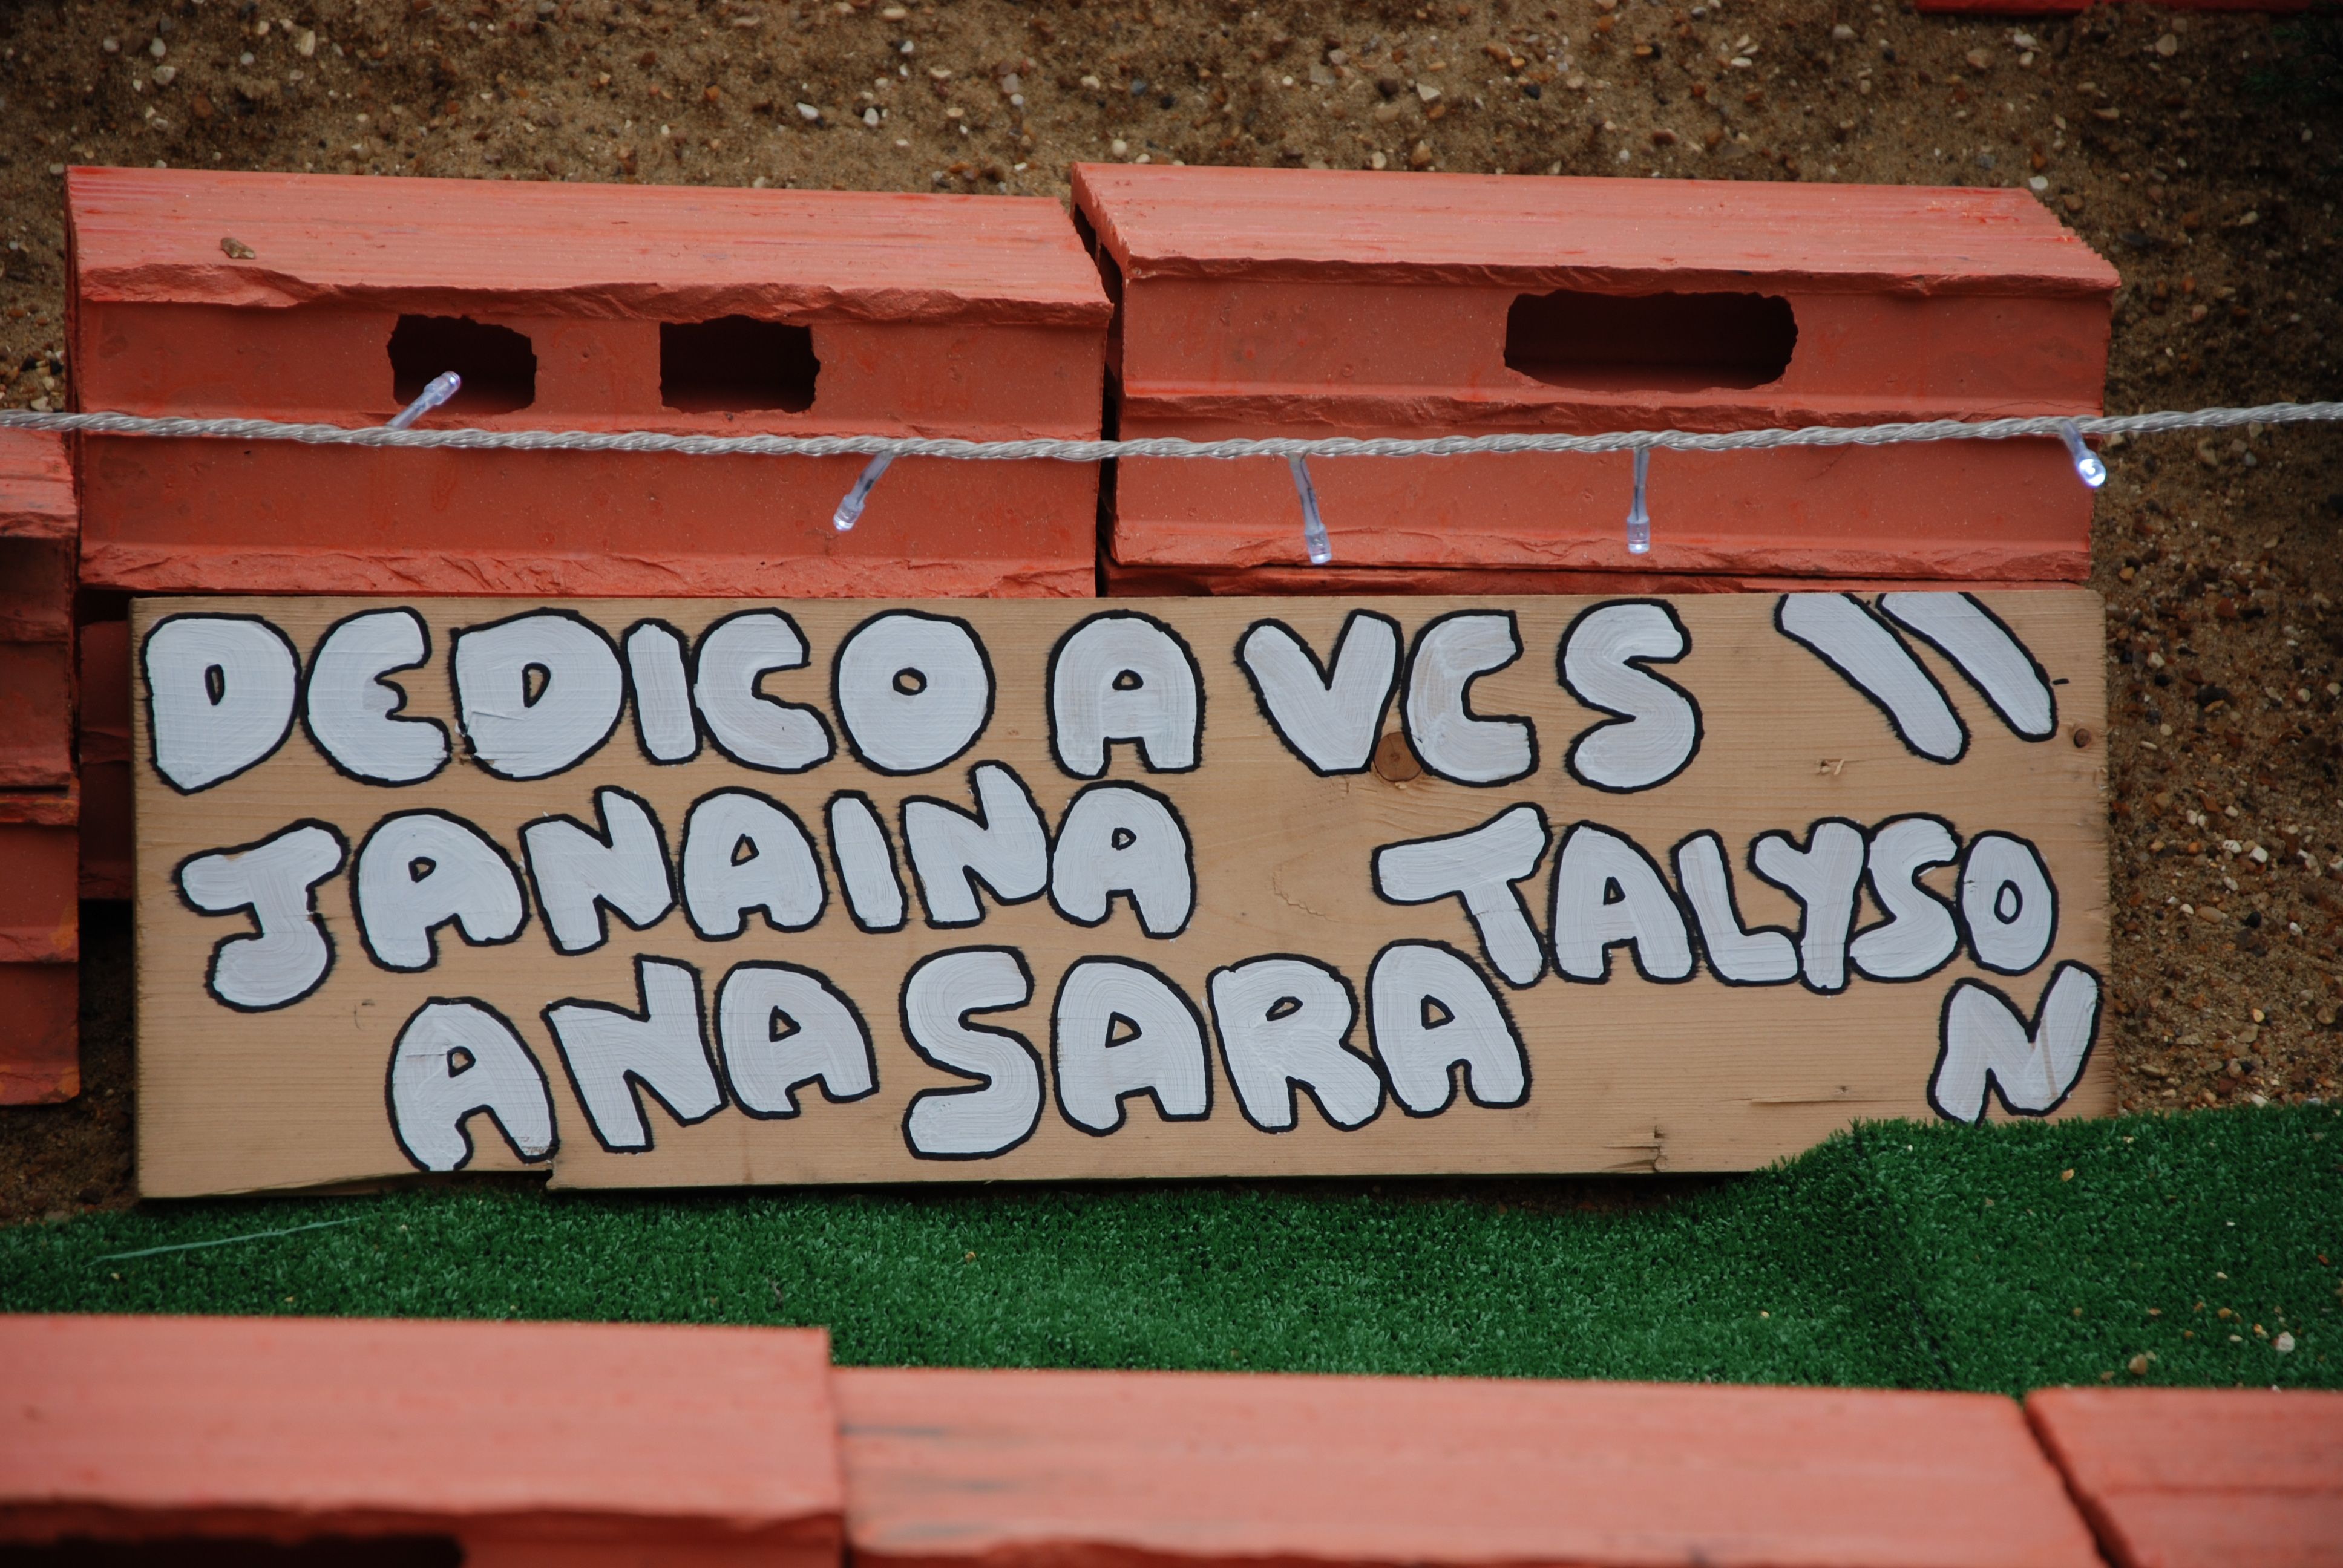 DEDICO A VCS \\
JANAINA TALYSO
N
ANA SARA